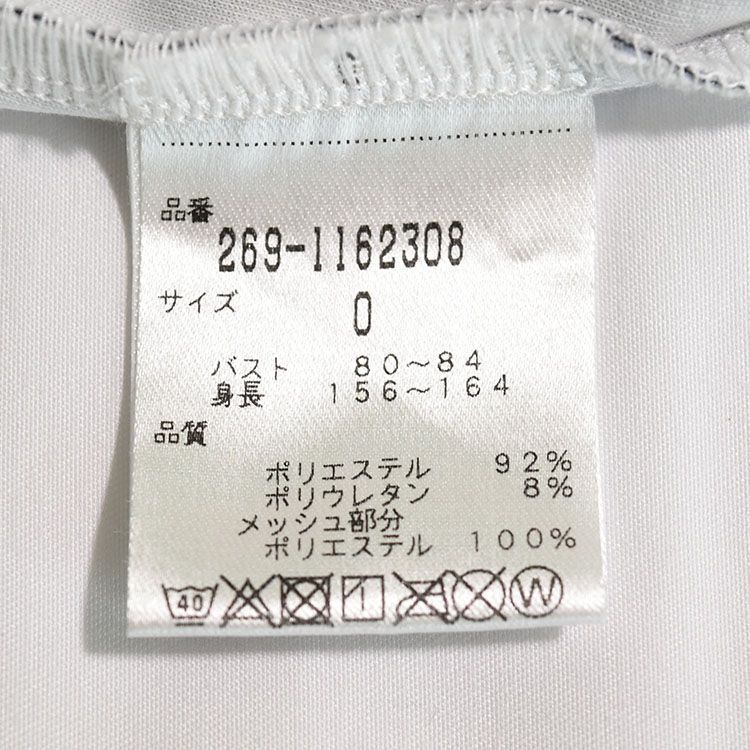 品番
269-1162308
サイズ 0
バスト 80～84
身長 156～164
品質
ポリエステル 92%
ポリウレタン 8%
メッシュ部分
ポリエステル 100%
40 1 W